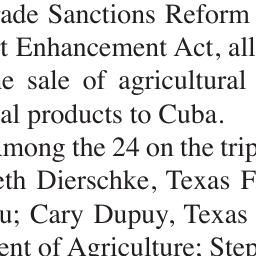 ade Sanctions Reform
t Enhancement Act, all
e sale of agricultural
al products to Cuba.
mong the 24 on the trip
eth Dierschke, Texas F
u; Cary Dupuy, Texas
ent of Agriculture; Step